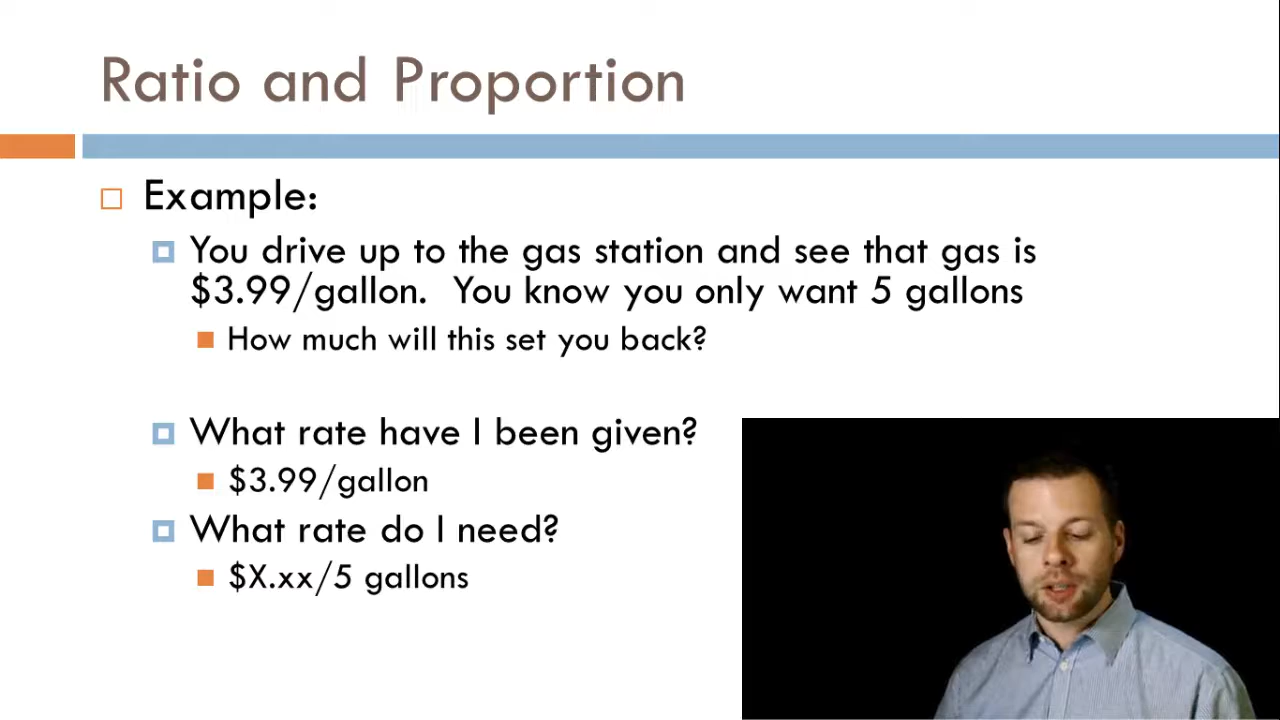 Ratio and Proportion
Example:
You drive up to the gas station and see that gas is
$3.99/gallon.  You know you only want 5 gallons
How much will this set you back?
What rate have I been given?
$3.99/gallon
What rate do I need?
$X.xx/5 gallons